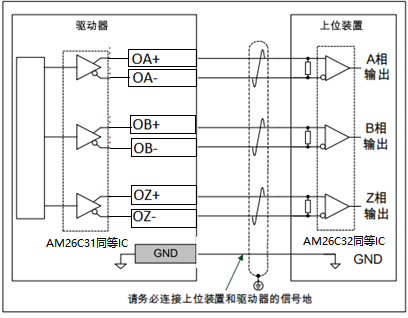 驱动器
上位装置
OA+
OA-
A相
输出
OB+
OB-
B相
输出
OZ+
OZ-
Z相
输出
AM26C31同等IC
AM26C32同等IC
GND
GND
请务必连接上位装置和驱动器的信号地